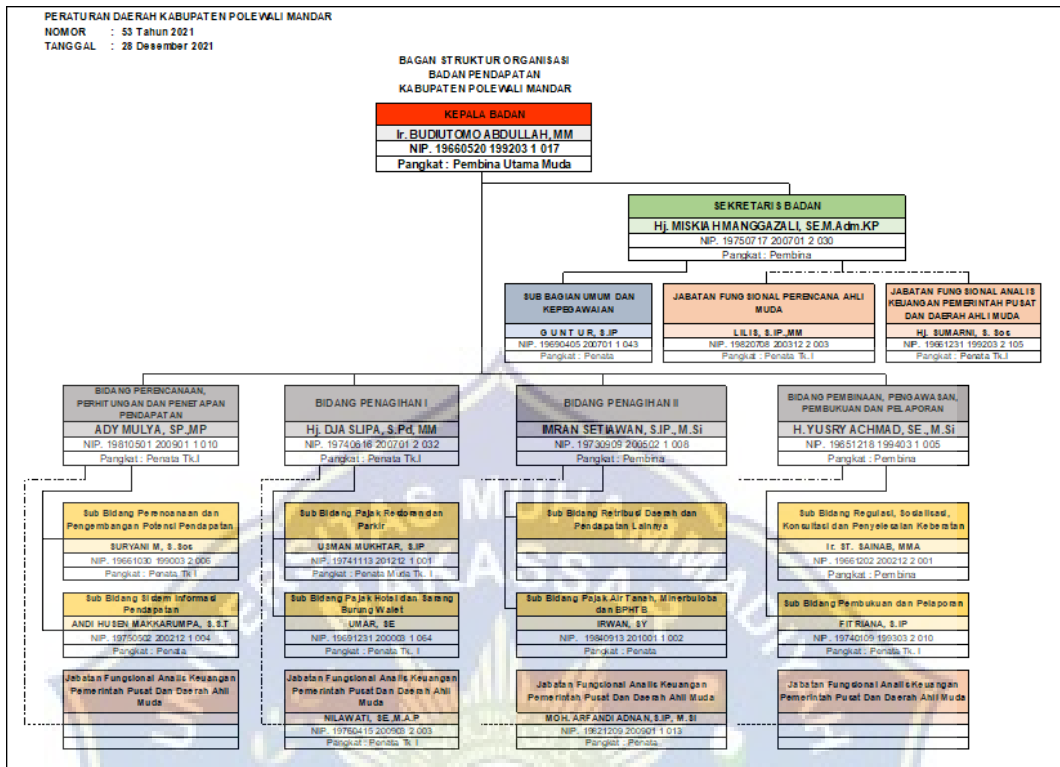 PERATURAN DAERAH KABUPATEN POLEWALI MANDAR
NOMOR : 53 Tahun 2021
TANGGAL : 28 Desember 2021
BAGAN STRUKTUR ORGANISASI
BADAN PENDAPATAN
KABUPATEN POLEWALI MANDAR
KEPALA BADAN
Ir. BUDIUTOMO ABDULLAH, MM
NIP. 19660520 199203 1 017
Pangkat : Pembina Utama Muda
SEKRETARIS BADAN
Hj. MISKIAH MANGGAZALI, SE.M.Adm.KP
NIP. 19750717 200701 2 030
Pangkat : Pembina
SUB BAGIAN UMUM DAN
KEPEGAWAIAN
G U N T U R, S.IP
NIP. 19690405 200701 1 043
Pangkat : Penata
JABATAN FUNGSIONAL PERENCANA AHLI
MUDA
LILIS, S.IP.,MM
NIP. 19820708 200312 2 003
Pangkat : Penata Tk.I
JABATAN FUNGSIONAL ANALIS
KEUANGAN PEMERINTAH PUSAT
DAN DAERAH AHLI MUDA
Hj. SUMARNI, S. Sos
NIP. 19661231 199203 2 105
Pangkat : Penata Tk.I
BIDANG PERENCANAAN,
PERHITUNGAN DAN PENETAPAN
PENDAPATAN
ADY MULYA, SP.,MP
NIP. 19810501 200901 1 010
Pangkat : Penata Tk.I
BIDANG PENAGIHAN I
Hj. DJA SLIPA, S.Pd, MM
NIP. 19740616 200701 2 032
Pangkat : Penata Tk.I
BIDANG PENAGIHAN II
IMRAN SETIAWAN, S.IP., M.Si
NIP. 19730909 200502 1 008
Pangkat : Pembina
BIDANG PEMBINAAN, PENGAWASAN,
PEMBUKUAN DAN PELAPORAN
H. YUSRY ACHMAD, SE., M.Si
NIP. 19651218 199403 1 005
Pangkat : Pembina
Sub Bidang Perencanaan dan
Pengembangan Potensi Pendapatan
SURYANI M, S.Sos
NIP. 19661030 199003 2 006
Pangkat : Penata Tk.I
Sub Bidang Pajak Restoran dan
Parkir
USMAN MUKHTAR, S.IP
NIP. 19741113 201212 1 001
Pangkat : Penata Muda Tk. I
Sub Bidang Retribusi Daerah dan
Pendapatan Lainnya
Sub Bidang Regulasi, Sosialisasi,
Konsultasi dan Penyelesaian Keberatan
Ir. ST. SAINAB, MMA
NIP. 19661202 200212 2 001
Pangkat : Pembina
Sub Bidang Sistem Informasi
Pendapatan
ANDI HUSEN MAKKARUMPA, S.S.T
NIP. 19750502 200212 1 004
Pangkat : Penata
Sub Bidang Pajak Hotel dan Sarang
Burung Walet
UMAR, SE
NIP. 19691231 200003 1 064
Pangkat : Penata Tk. I
Sub Bidang Pajak Air Tanah, Minerbuloba
dan BPHTB
IRWAN, SY
NIP. 19840913 201001 1 002
Pangkat : Penata
Sub Bidang Pembukuan dan Pelaporan
FITRIANA, S.IP
NIP. 19740109 199303 2 010
Pangkat : Penata Tk. I
Jabatan Fungsional Analis Keuangan
Pemerintah Pusat Dan Daerah Ahli
Muda
Jabatan Fungsional Analis Keuangan
Pemerintah Pusat Dan Daerah Ahli
Muda
NILAWATI, SE.,M.A.P
NIP. 19760415 200903 2 003
Pangkat : Penata Tk. I
Jabatan Fungsional Analis Keuangan
Pemerintah Pusat Dan Daerah Ahli Muda
MOH. ARFANDI ADNAN, S.IP, M.SI
NIP. 19821209 200901 1 013
Pangkat : Penata
Jabatan Fungsional Analis Keuangan
Pemerintah Pusat Dan Daerah Ahli Muda
UNIVERSITAS MUHAMMADIYAH